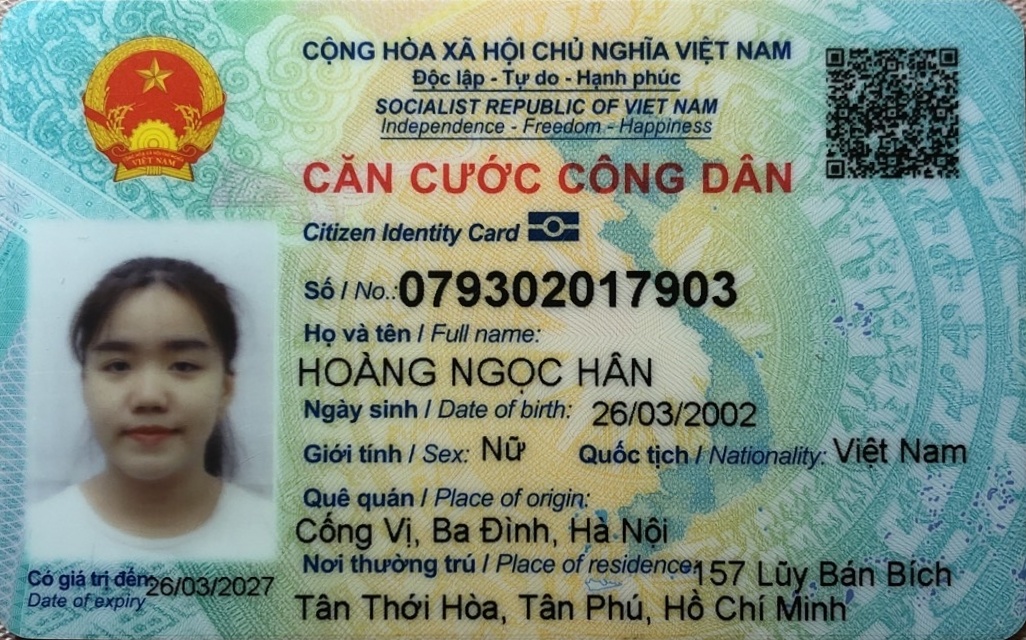 CỘNG HÒA XÃ HỘI CHỦ NGHĨA VIỆT NAM
Độc lập - Tự do - Hạnh phúc
SOCIALIST REPUBLIC OF VIET NAM
Independence - Freedom - Happiness
CĂN CƯỚC CÔNG DÂN
Citizen Identity Card
Số / No.: 079302017903
Họ và tên / Full name:
HOÀNG NGỌC HÂN
Ngày sinh / Date of birth: 26/03/2002
Giới tính / Sex: Nữ Quốc tịch / Nationality: Việt Nam
Quê quán / Place of origin:
Cống Vị, Ba Đình, Hà Nội
Nơi thường trú / Place of residence: 157 Lũy Bán Bích
Tân Thới Hòa, Tân Phú, Hồ Chí Minh
Có giá trị đến: 26/03/2027
Date of expiry
VIỆT NAM